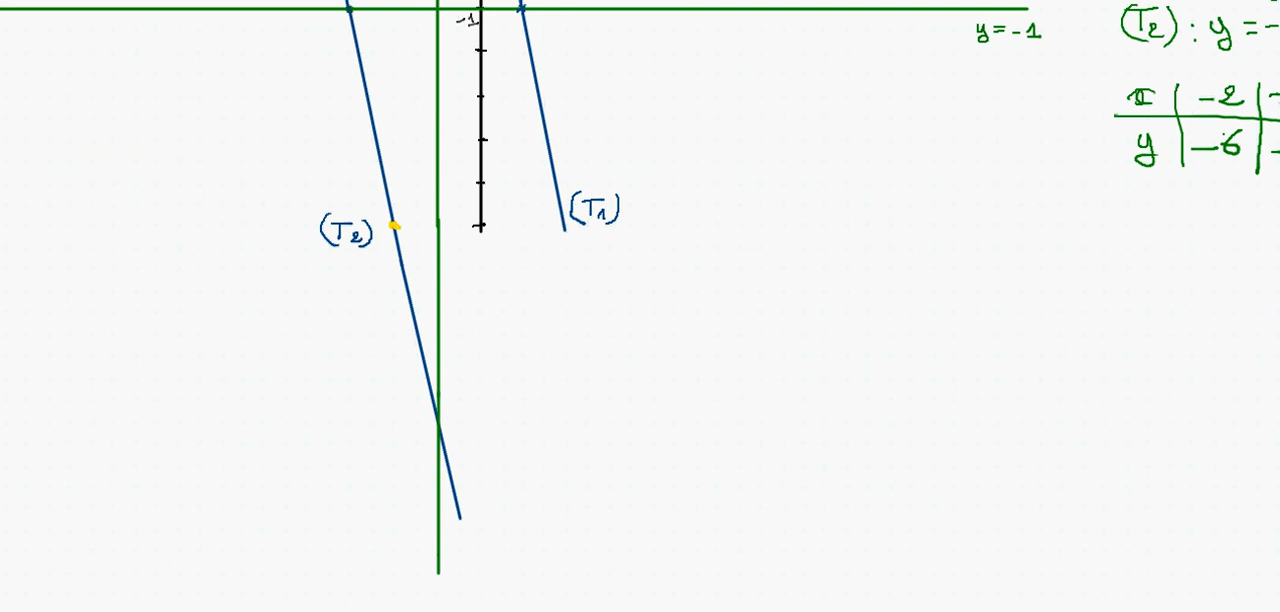 -1
y = -1
(T2) : y = -
x | -2 | -
y | -6 | -
(T1)
(T2)